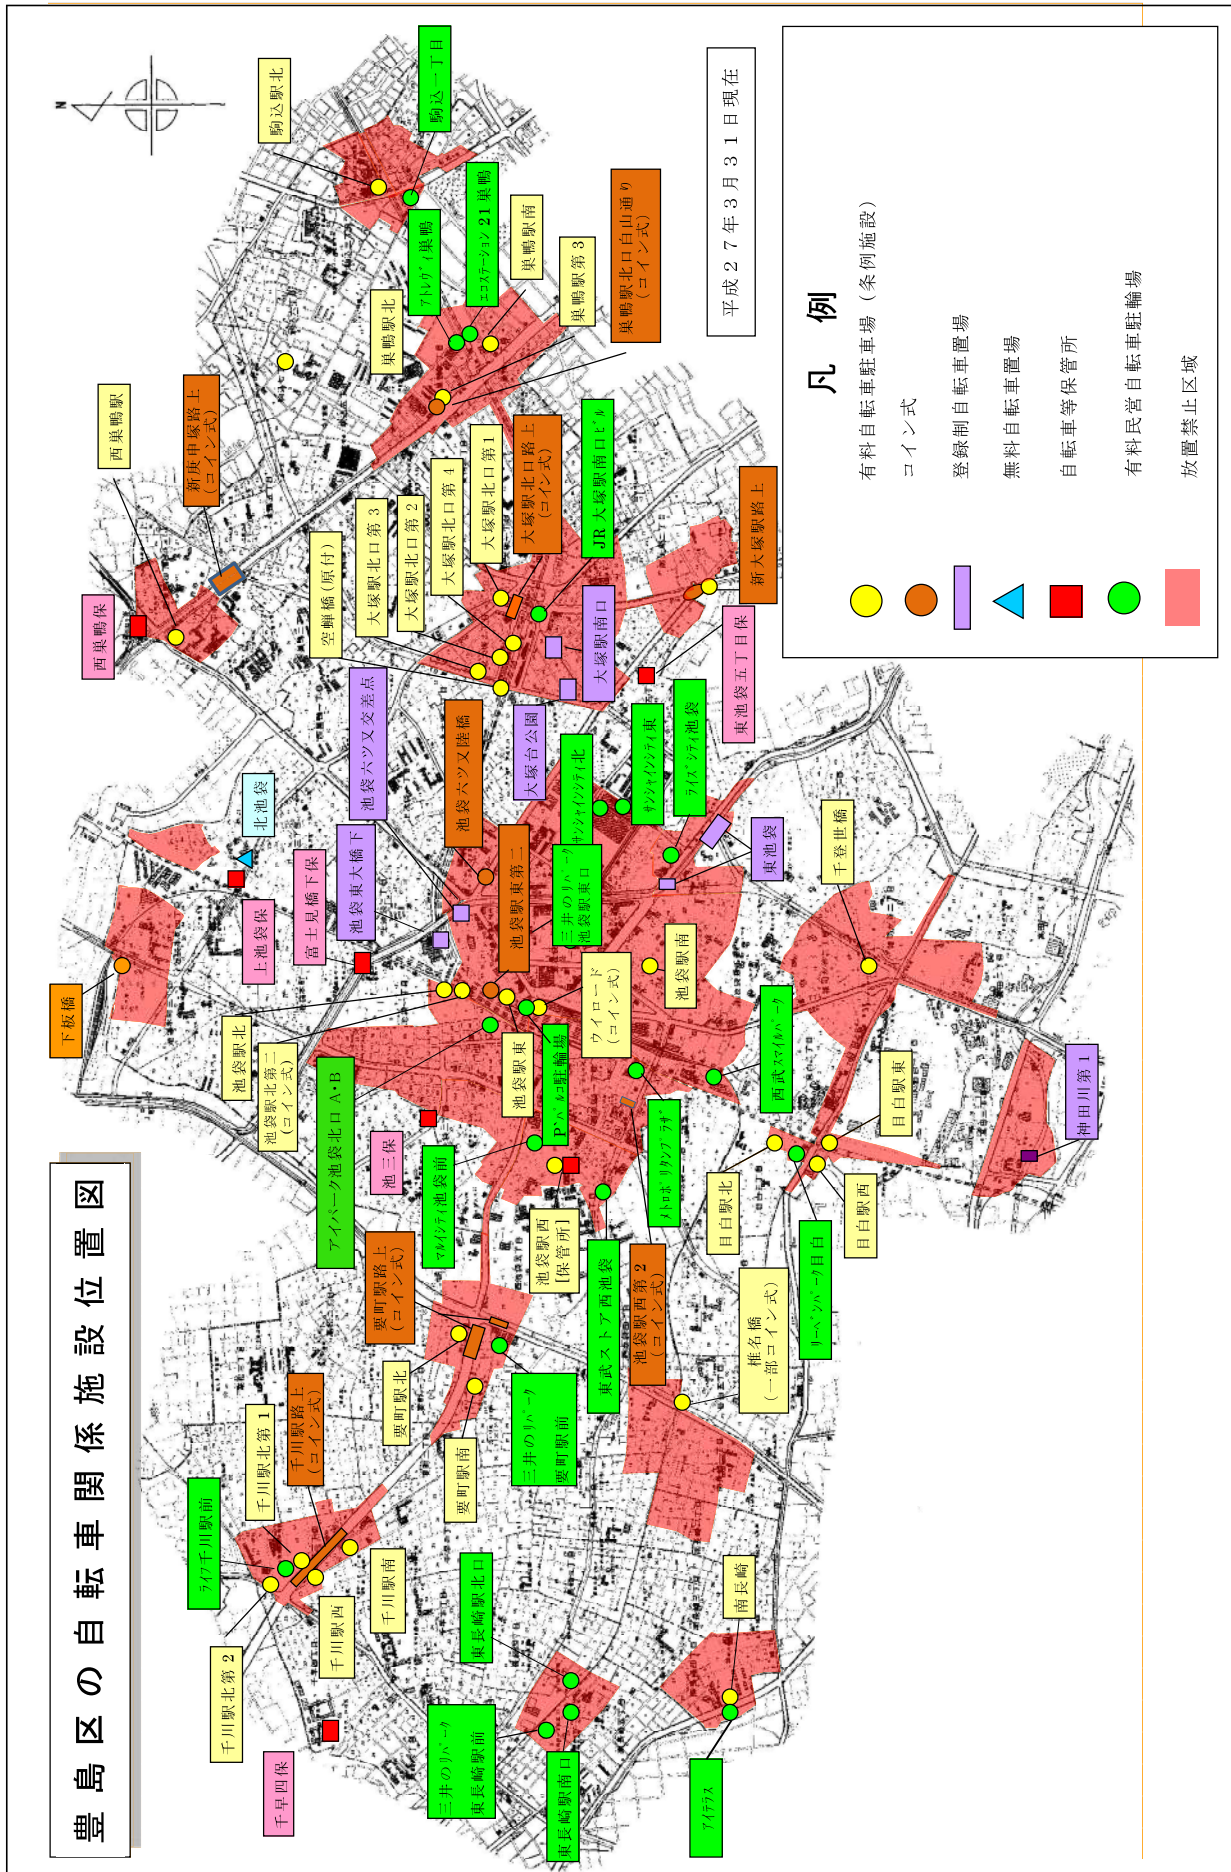 豊島区の自転車関係施設位置図
N
平成27年3月31日現在
凡例
有料自転車駐車場（条例施設）
コイン式
登録制自転車置場
無料自転車置場
自転車等保管所
有料民営自転車駐輪場
放置禁止区域
千早四保
千川駅北第2
ライフ千川駅前
千川駅北第1
千川駅路上
（コイン式）
千川駅西
千川駅南
三井のリパーク
東長崎駅前
東長崎駅北口
東長崎駅南口
アイテラス
南長崎
要町駅南
要町駅北
要町駅路上
（コイン式）
三井のリパーク
要町駅前
椎名橋
（一部コイン式）
池袋駅西第2
（コイン式）
東武ストア西池袋
池袋駅西
[保管所]
マルイシティ池袋前
池三保
アイパーク池袋北口 A・B
池袋駅北第二
（コイン式）
池袋駅北
池袋駅東
P'パルコ駐輪場
ウイロード
（コイン式）
メトロポリタンプラザ
西武スマイルパーク
目白駅北
リーベンパーク目白
目白駅西
目白駅東
神田川第1
千登世橋
池袋駅南
東池袋
三井のリパーク
池袋駅東口
池袋駅東第二
サンシャインシティ北
サンシャインシティ東
ライズシティ池袋
池袋六ツ又陸橋
池袋六ツ又交差点
池袋東大橋下
富士見橋下保
上池袋保
北池袋
下板橋
大塚台公園
大塚駅南口
東池袋五丁目保
新大塚駅路上
JR 大塚駅南口ビル
大塚駅北口路上
（コイン式）
大塚駅北口第1
大塚駅北口第4
大塚駅北口第2
大塚駅北口第3
空蝉橋（原付）
西巣鴨保
西巣鴨駅
新庚申塚路上
（コイン式）
巣鴨駅北
アトレヴィ巣鴨
エコステーション21巣鴨
巣鴨駅南
巣鴨駅第3
巣鴨駅北口白山通り
（コイン式）
駒込駅北
駒込一丁目